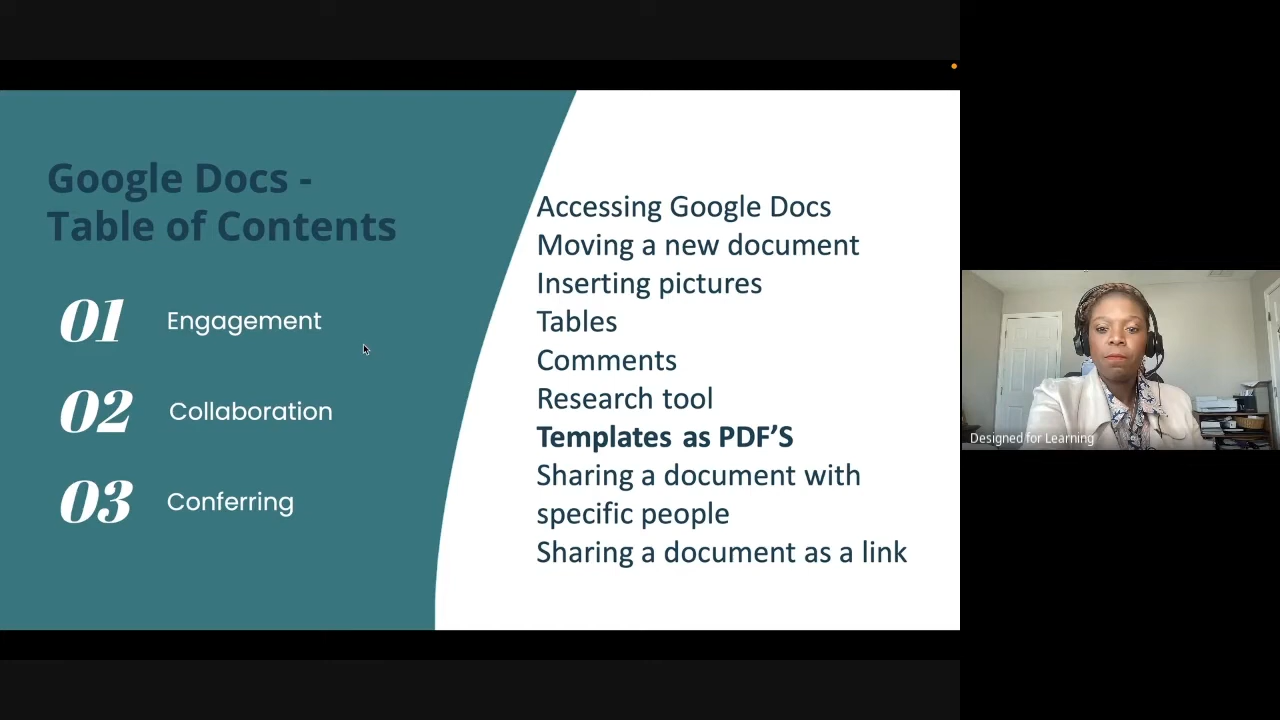 Google Docs -
Table of Contents
01 Engagement
02 Collaboration
03 Conferring
Accessing Google Docs
Moving a new document
Inserting pictures
Tables
Comments
Research tool
Templates as PDF’S
Sharing a document with
specific people
Sharing a document as a link
Designed for Learning